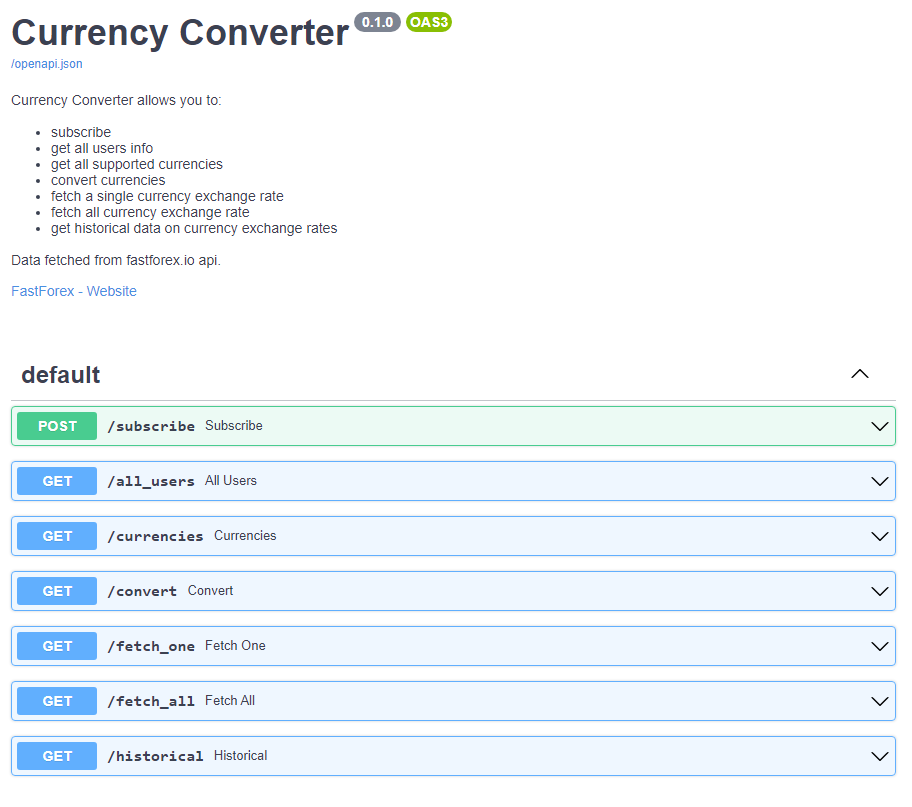 Currency Converter 0.1.0 OAS3
/openapi.json
Currency Converter allows you to:
subscribe
get all users info
get all supported currencies
convert currencies
fetch a single currency exchange rate
fetch all currency exchange rate
get historical data on currency exchange rates
Data fetched from fastforex.io api.
FastForex - Website
default
POST /subscribe Subscribe
GET /all_users All Users
GET /currencies Currencies
GET /convert Convert
GET /fetch_one Fetch One
GET /fetch_all Fetch All
GET /historical Historical